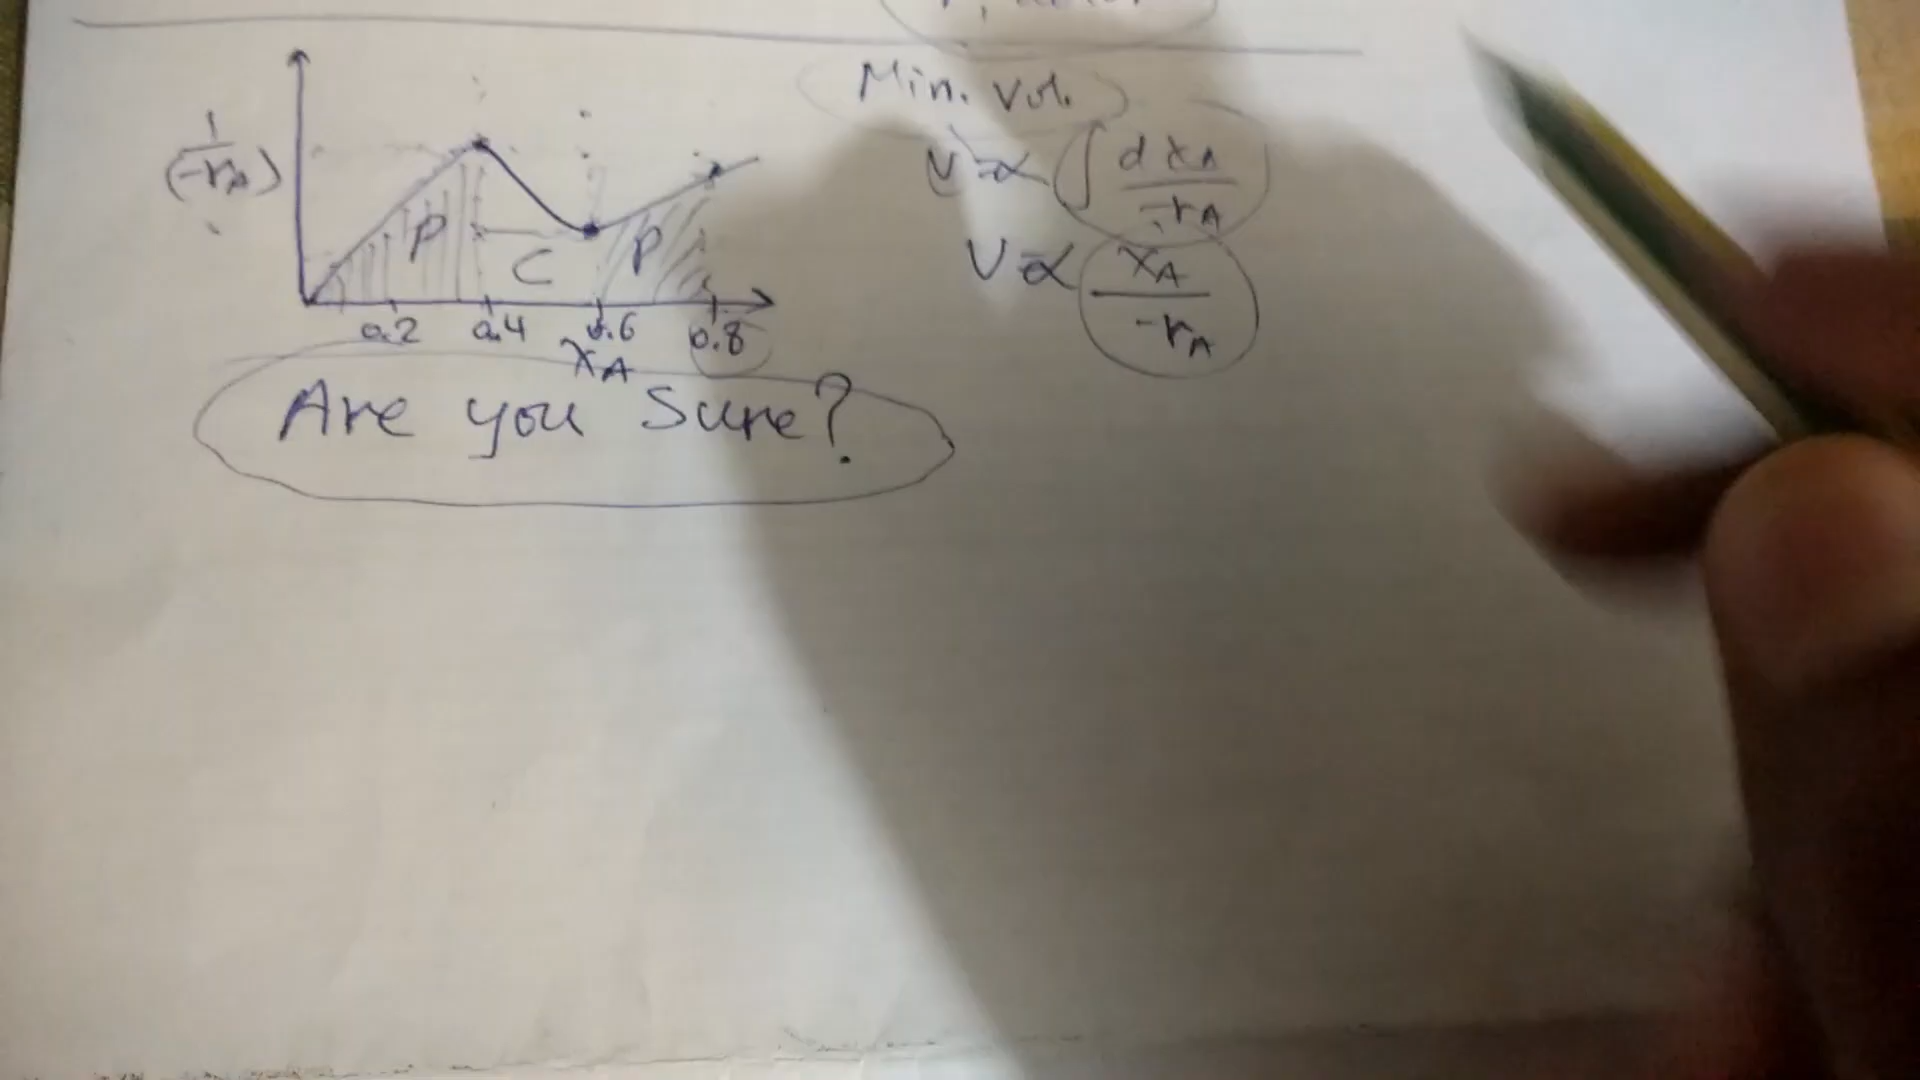 Min. Vol.
1
(-rA)
V ∝ ∫ dxA
-rA
P C P
V ∝ xA
-rA
0.2 0.4 0.6 0.8
xA
Are you Sure?